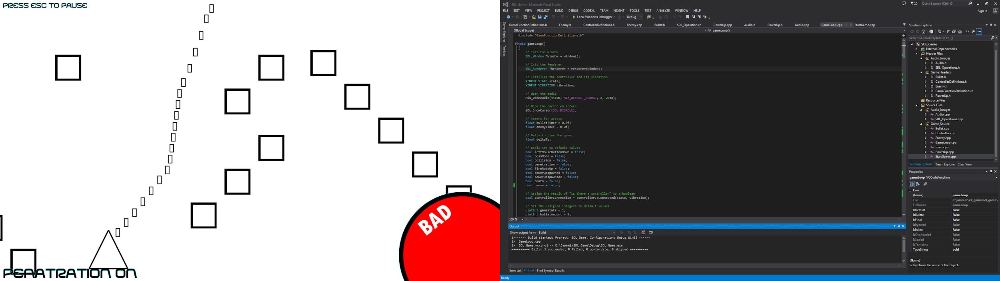 PRESS ESC TO PAUSE
BAD
PENATRATION ON
SDL_Game - Microsoft Visual Studio
10
Quick Launch (Ctrl+Q)
FILE EDIT VIEW PROJECT BUILD DEBUG CODEXL TEAM NSIGHT TOOLS TEST ANALYZE WINDOW HELP
Sign in
Local Windows Debugger
Debug
Server Explorer
Toolbox
GameFunctionDefinitions.h Enemy.h ControllerDefinitions.h Enemy.cpp Bullet.h SDL_Operations.h PowerUp.cpp Audio.h PowerUp.h Audio.cpp GameLoop.cpp StartGame.cpp
(Global Scope)
gameLoop()
#include "GameFunctionDefinitions.h"
void gameLoop()
{
// Init the Window
SDL_Window *Window = window();
// Init the Renderer
SDL_Renderer *Renderer = renderer(Window);
// Initilise the controller and its vibration
XINPUT_STATE state;
XINPUT_VIBRATION vibration;
// Open the audio
Mix_OpenAudio(44100, MIX_DEFAULT_FORMAT, 2, 2048);
// Hide the cursor on screen
SDL_ShowCursor(SDL_DISABLE);
// timers for assets
float bulletTimer = 0.0f;
float enemyTimer = 0.0f;
// Delta to time the game
float deltaTs;
// Bools set to default values
bool leftMouseButtonDown = false;
bool bossMode = false;
bool collision = false;
bool penetration = false;
bool fireRateUp = false;
bool powerupspawned = false;
bool powerupspawned2 = false;
bool death = false;
bool pause = false;
// Assign the result of "is there a controller" to a boolean
bool controllerConnection = controllerIsConnected(state, vibration);
// Set the unsigned integers to default values
uint8_t gameState = 1;
uint8_t bulletAmount = 5;
100 %
Output
Show output from: Build
1>------ Build started: Project: SDL_Game, Configuration: Debug Win32 ------
1>  GameLoop.cpp
1>  SDL_Game.vcxproj -> E:\Jammei\SDL_Game\Debug\SDL_Game.exe
========== Build: 1 succeeded, 0 failed, 0 up-to-date, 0 skipped ==========
Error List Output Find Symbol Results
Ready
Solution Explorer
Search Solution Explorer (Ctrl+;)
SDL_Game
External Dependencies
Header Files
Audio_Images
Audio.h
SDL_Operations.h
Game Headers
Bullet.h
ControllerDefinitions.h
Enemy.h
GameFunctionDefinitions.h
PowerUp.h
Resource Files
Source Files
Audio_Images
Audio.cpp
SDL_Operations.cpp
Game_Source
Bullet.cpp
Controller.cpp
Enemy.cpp
GameLoop.cpp
main.cpp
PowerUp.cpp
StartGame.cpp
Solution Explorer Team Explorer Class View
Properties
gameLoop VCCodeFunction
C++
(Name) gameLoop
File e:\jammei\sdl_game\sdl_game\
FullName gameLoop
IsDefault False
IsDelete False
IsFinal False
IsInjected False
IsInline False
IsOverloaded False
IsSealed False
IsTemplate False
TypeString void
(Name)
Sets/returns the name of the object.